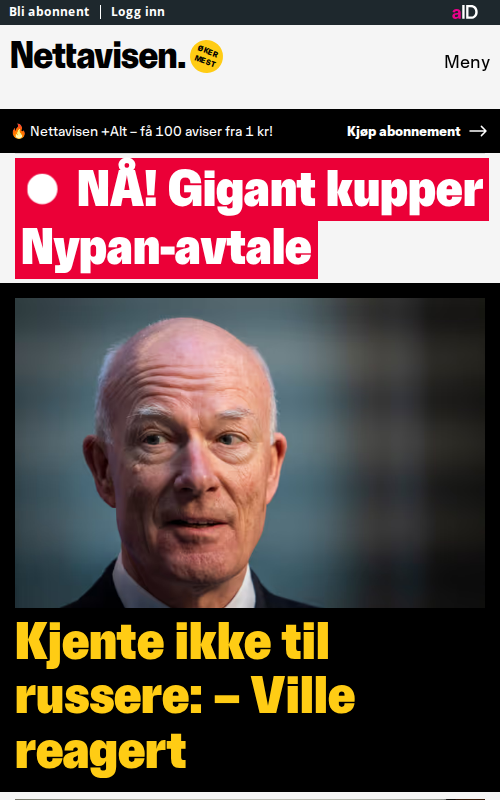 Bli abonnent | Logg inn
aID
Nettavisen.
ØKER
MEST
Meny
🔥 Nettavisen +Alt – få 100 aviser fra 1 kr!
Kjøp abonnement →
NÅ! Gigant kupper
Nypan-avtale
Kjente ikke til
russere: – Ville
reagert